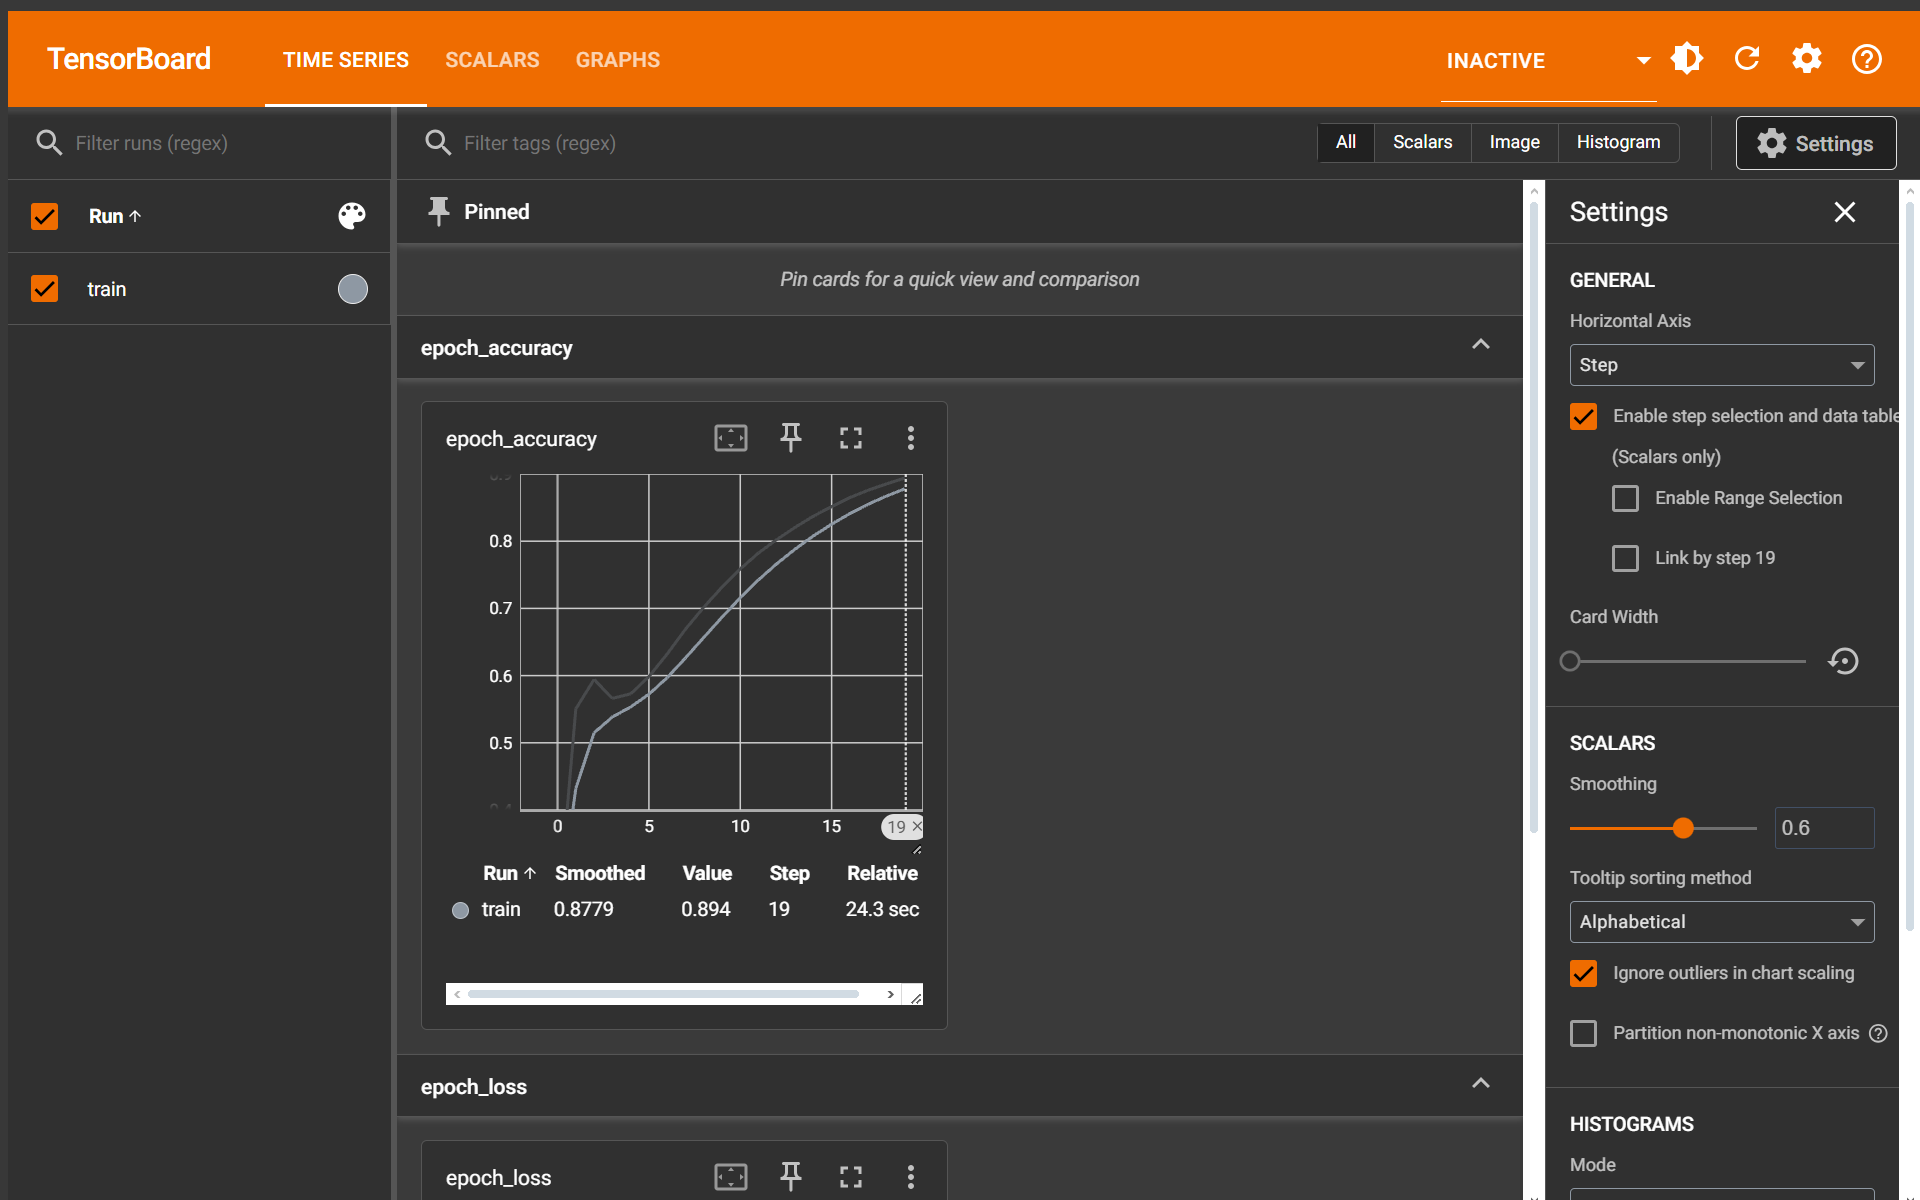 TensorBoard
TIME SERIES
SCALARS
GRAPHS
INACTIVE
Filter runs (regex)
Filter tags (regex)
All
Scalars
Image
Histogram
Settings
Run
train
Pinned
Pin cards for a quick view and comparison
epoch_accuracy
epoch_accuracy
0.9
0.8
0.7
0.6
0.5
0.4
0
5
10
15
19
Run Smoothed Value Step Relative
train 0.8779 0.894 19 24.3 sec
epoch_loss
epoch_loss
Settings
GENERAL
Horizontal Axis
Step
Enable step selection and data table
(Scalars only)
Enable Range Selection
Link by step 19
Card Width
SCALARS
Smoothing
0.6
Tooltip sorting method
Alphabetical
Ignore outliers in chart scaling
Partition non-monotonic X axis
HISTOGRAMS
Mode